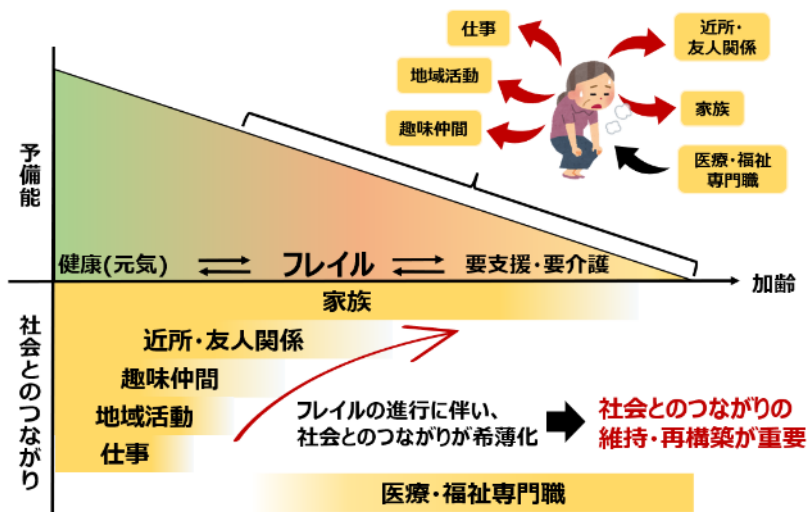 仕事
近所・
友人関係
地域活動
家族
趣味仲間
医療・福祉
専門職
予備能
健康(元気)
フレイル
要支援・要介護
加齢
社会とのつながり
家族
近所・友人関係
趣味仲間
地域活動
仕事
フレイルの進行に伴い、
社会とのつながりが希薄化
社会とのつながりの
維持・再構築が重要
医療・福祉専門職